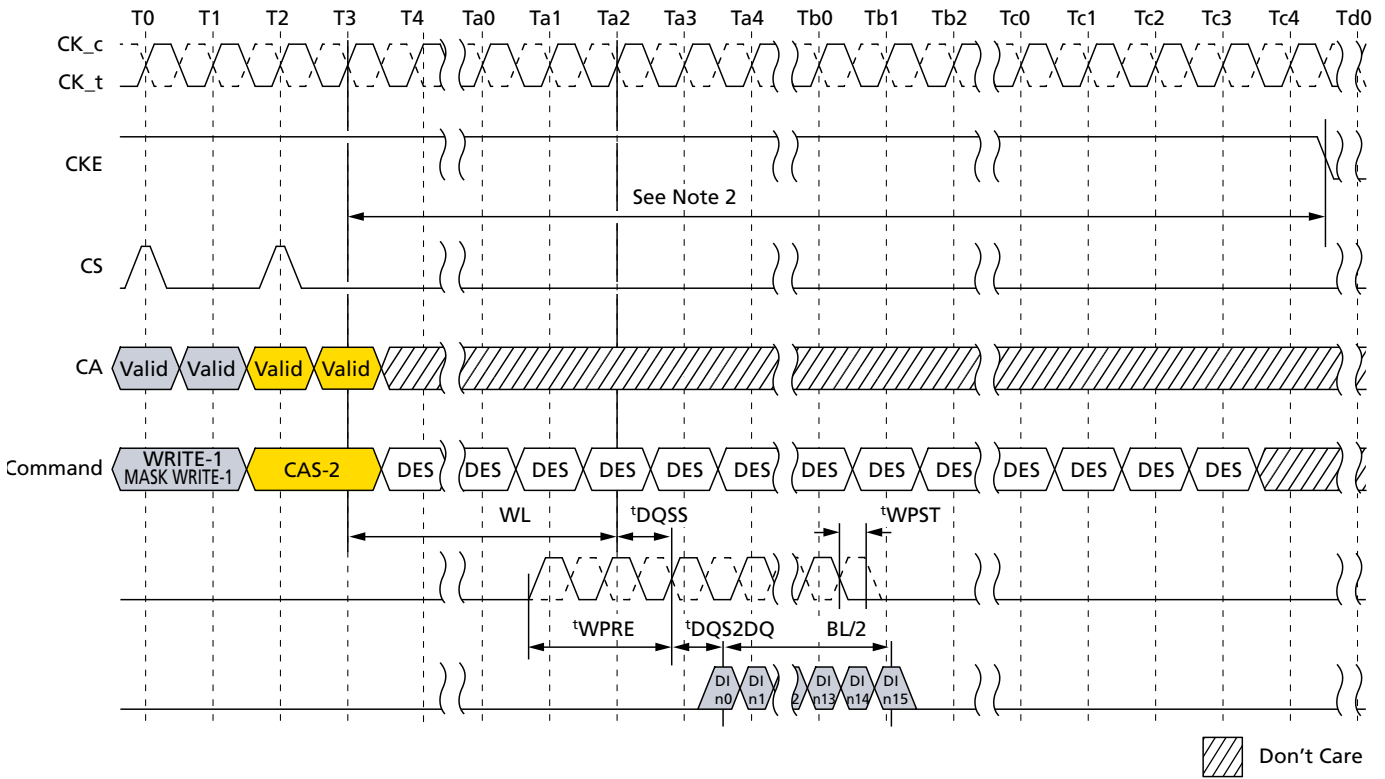 T0 T1 T2 T3 T4 Ta0 Ta1 Ta2 Ta3 Ta4 Tb0 Tb1 Tb2 Tc0 Tc1 Tc2 Tc3 Tc4 Td0
CK_c
CK_t
CKE
See Note 2
CS
CA Valid Valid Valid Valid
Command WRITE-1 MASK WRITE-1 CAS-2 DES DES DES DES DES DES DES DES DES DES DES DES DES
WL tDQSS tWPST
tWPRE tDQS2DQ BL/2
DI n0 DI n1 2 DI n13 DI n14 DI n15
Don't Care